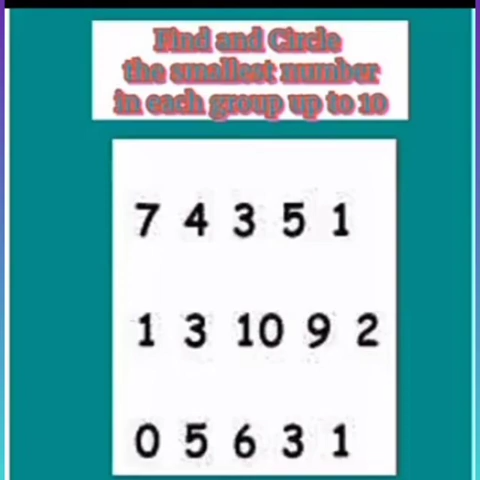 Find and Circle
the smallest number
in each group up to 10
7 4 3 5 1
1 3 10 9 2
0 5 6 3 1